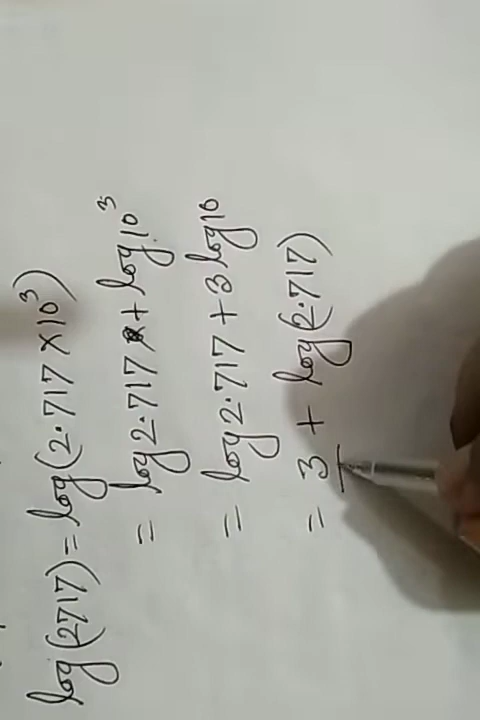 log(2717) = log(2.717 × 10³)
= log 2.717 + log 10³
= log 2.717 + 3 log 10
= 3 + log(2.717)